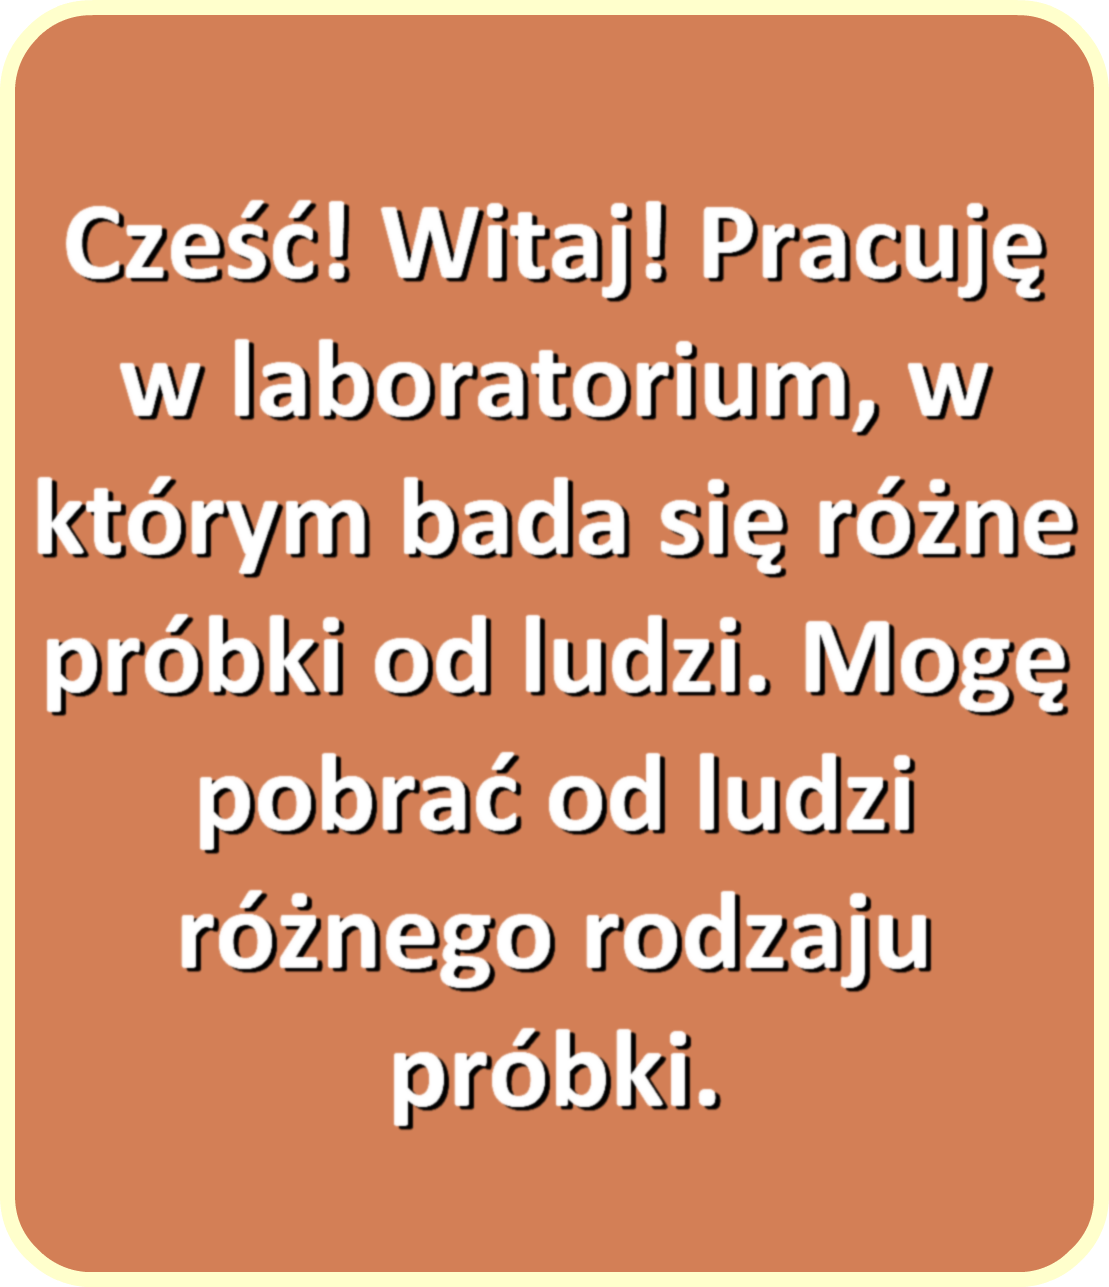 Cześć! Witaj! Pracuję
w laboratorium, w
którym bada się różne
próbki od ludzi. Mogę
pobrać od ludzi
różnego rodzaju
próbki.